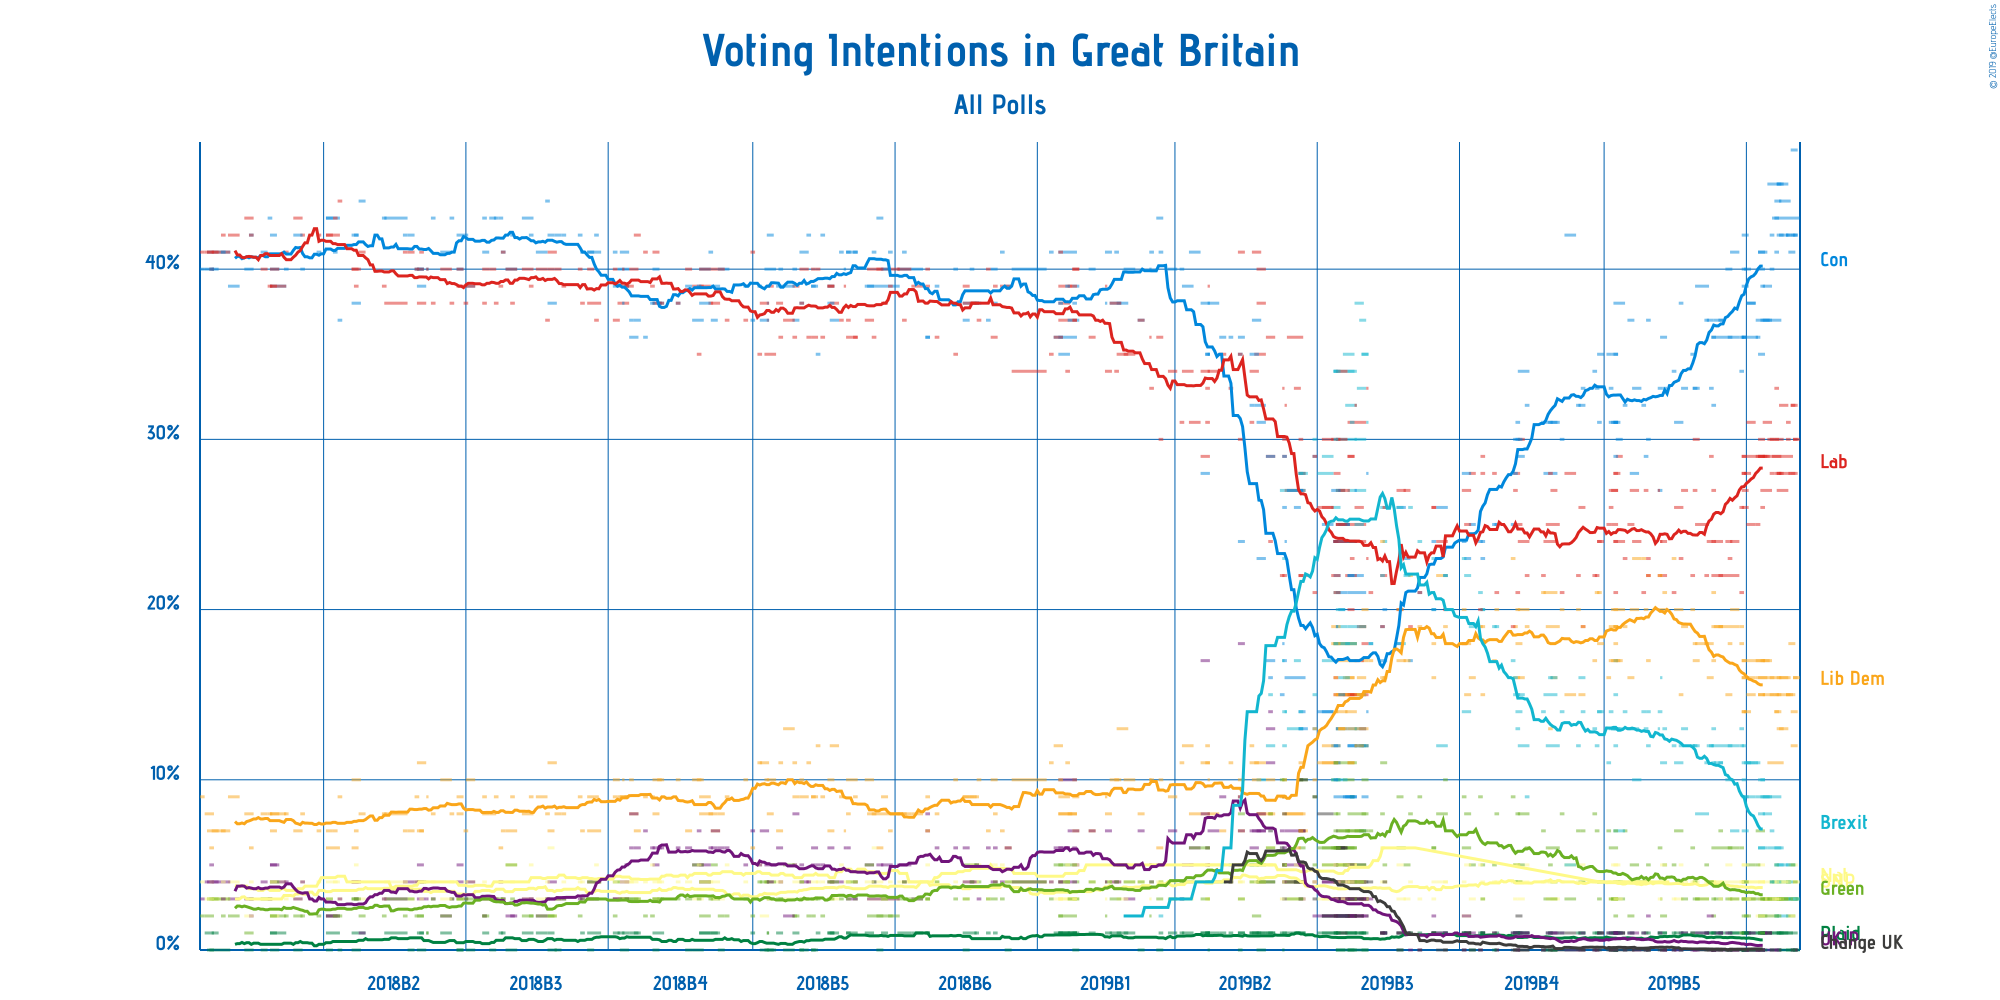 © 2019 @EuropeElects
Voting Intentions in Great Britain
All Polls
40%
30%
20%
10%
0%
Con
Lab
Lib Dem
Brexit
Green
Plaid
Change UK
2018B2 2018B3 2018B4 2018B5 2018B6 2019B1 2019B2 2019B3 2019B4 2019B5